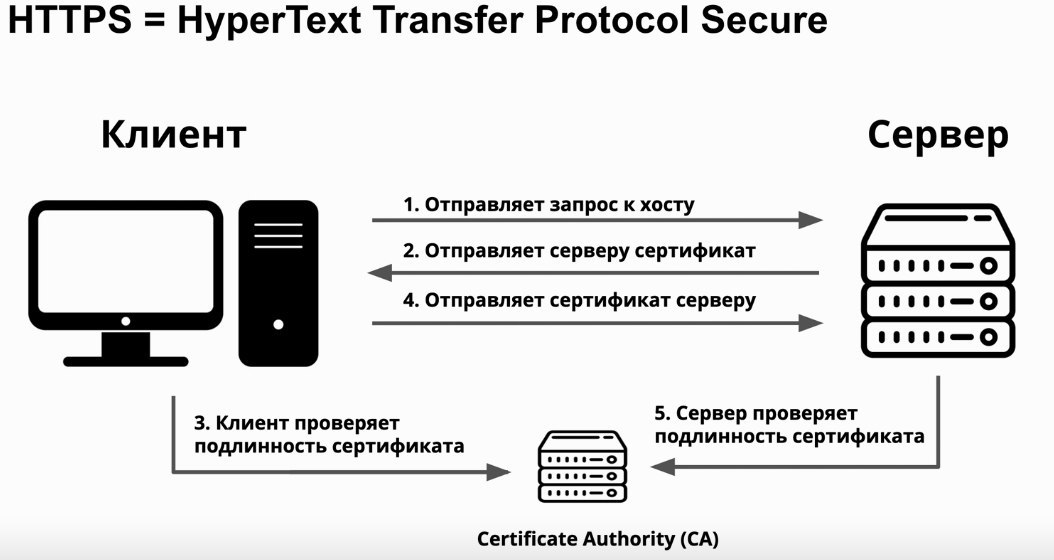 HTTPS = HyperText Transfer Protocol Secure
Клиент
Сервер
1. Отправляет запрос к хосту
2. Отправляет серверу сертификат
4. Отправляет сертификат серверу
3. Клиент проверяет
подлинность сертификата
5. Сервер проверяет
подлинность сертификата
Certificate Authority (CA)